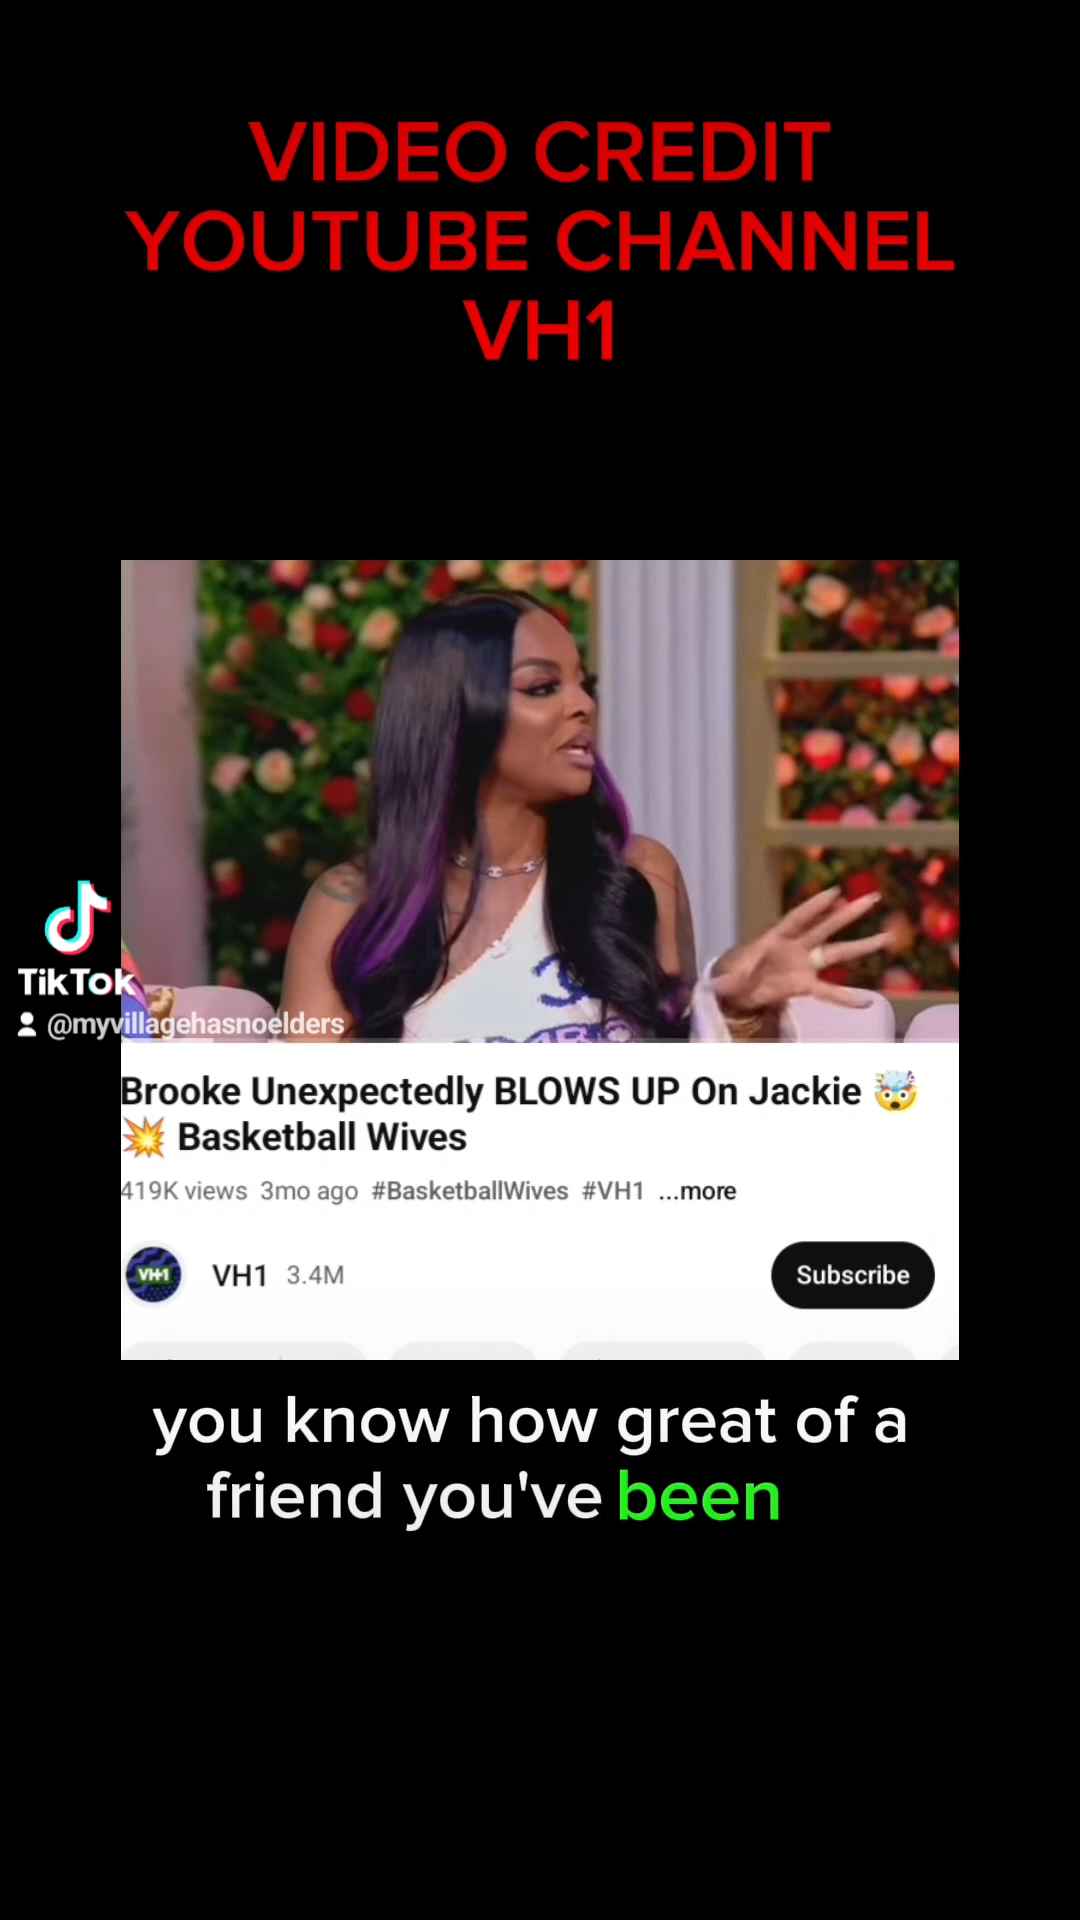 VIDEO CREDIT
YOUTUBE CHANNEL
VH1
TikTok
@myvillagehasnoelders
Brooke Unexpectedly BLOWS UP On Jackie 🤯
💥 Basketball Wives
419K views 3mo ago #BasketballWives #VH1 ...more
VH1 VH1 3.4M Subscribe
you know how great of a
friend you've been